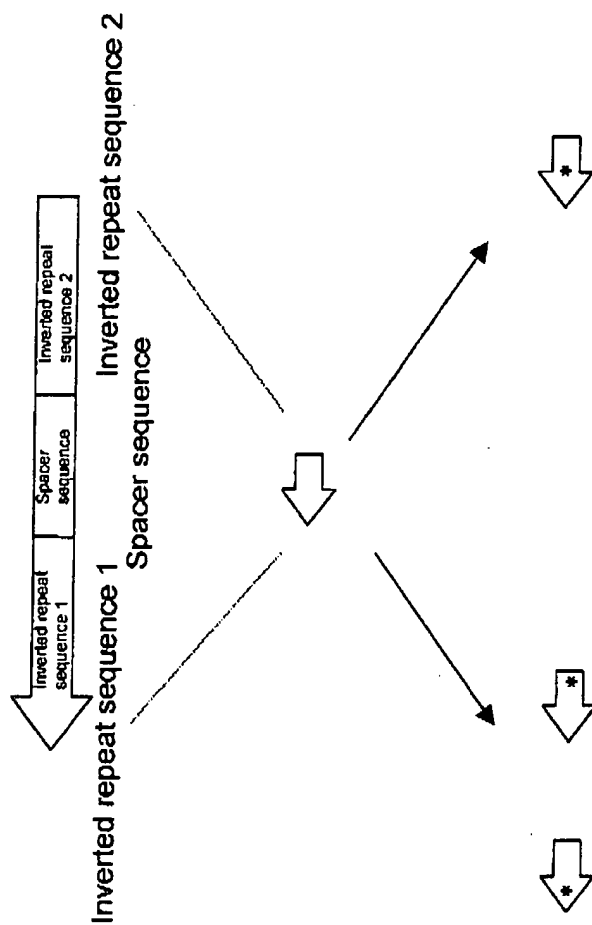 Inverted repeat
sequence 1
Spacer
sequence
Inverted repeat
sequence 2
Inverted repeat sequence 1
Spacer sequence
Inverted repeat sequence 2
*
*
*